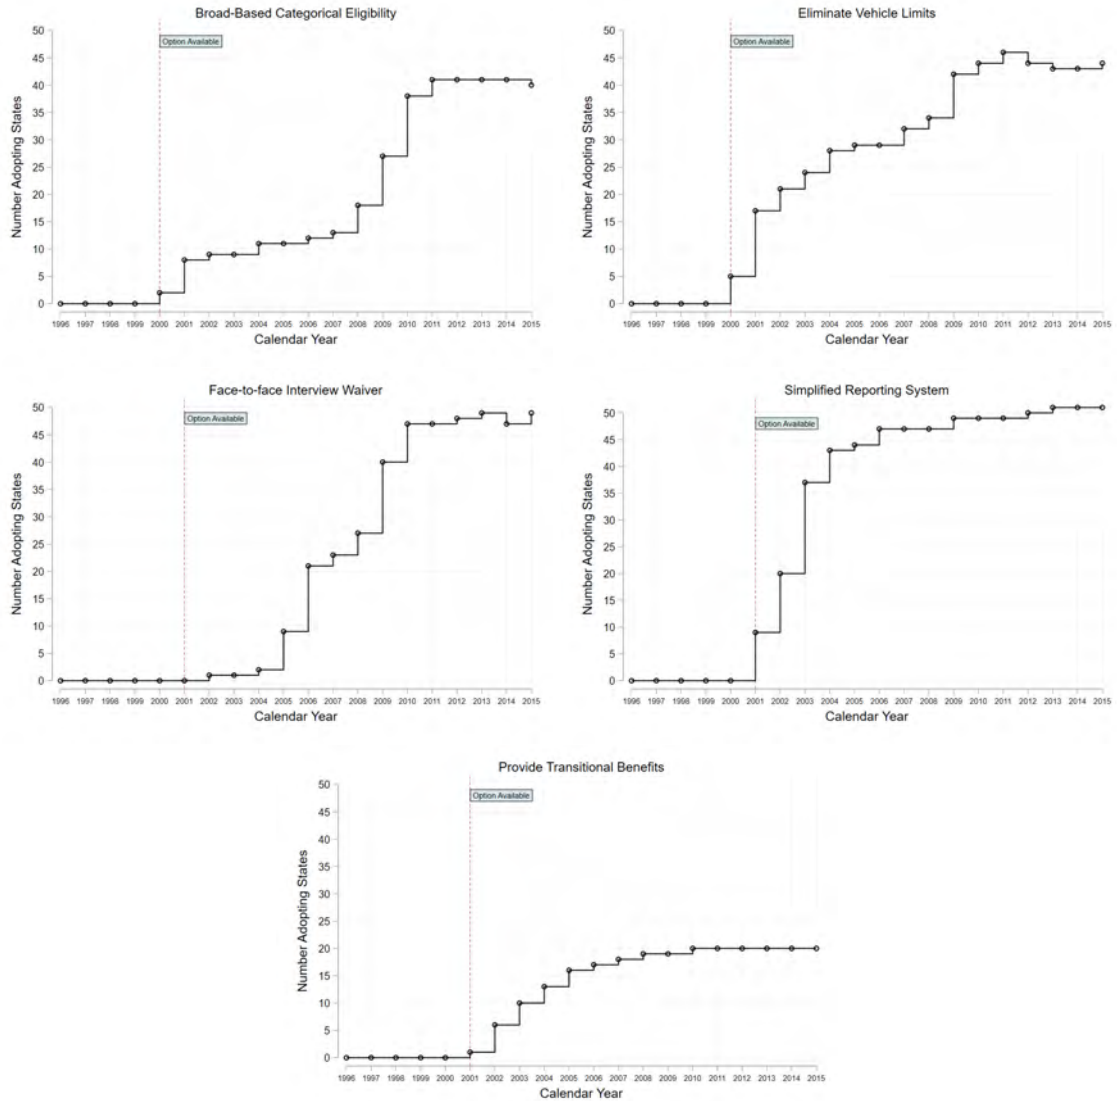 Broad-Based Categorical Eligibility
Option Available
50
45
40
35
30
25
20
15
10
5
0
Number Adopting States
1996 1997 1998 1999 2000 2001 2002 2003 2004 2005 2006 2007 2008 2009 2010 2011 2012 2013 2014 2015
Calendar Year
Eliminate Vehicle Limits
Option Available
50
45
40
35
30
25
20
15
10
5
0
Number Adopting States
1996 1997 1998 1999 2000 2001 2002 2003 2004 2005 2006 2007 2008 2009 2010 2011 2012 2013 2014 2015
Calendar Year
Face-to-face Interview Waiver
Option Available
50
45
40
35
30
25
20
15
10
5
0
Number Adopting States
1996 1997 1998 1999 2000 2001 2002 2003 2004 2005 2006 2007 2008 2009 2010 2011 2012 2013 2014 2015
Calendar Year
Simplified Reporting System
Option Available
50
45
40
35
30
25
20
15
10
5
0
Number Adopting States
1996 1997 1998 1999 2000 2001 2002 2003 2004 2005 2006 2007 2008 2009 2010 2011 2012 2013 2014 2015
Calendar Year
Provide Transitional Benefits
Option Available
50
45
40
35
30
25
20
15
10
5
0
Number Adopting States
1996 1997 1998 1999 2000 2001 2002 2003 2004 2005 2006 2007 2008 2009 2010 2011 2012 2013 2014 2015
Calendar Year